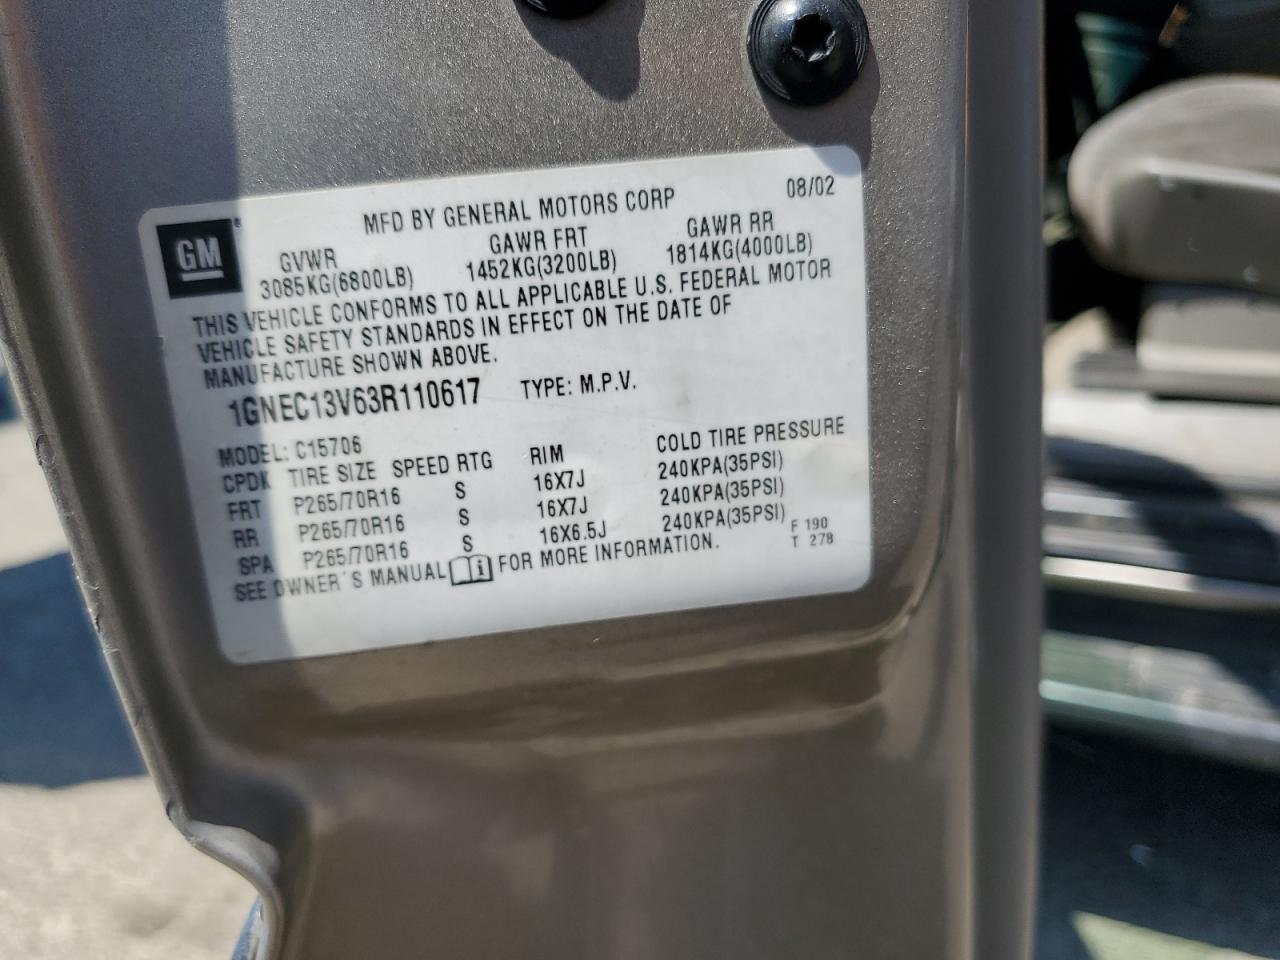 GM
MFD BY GENERAL MOTORS CORP 08/02
GVWR GAWR FRT GAWR RR
3085KG(6800LB) 1452KG(3200LB) 1814KG(4000LB)
THIS VEHICLE CONFORMS TO ALL APPLICABLE U.S. FEDERAL MOTOR
VEHICLE SAFETY STANDARDS IN EFFECT ON THE DATE OF
MANUFACTURE SHOWN ABOVE.
1GNEC13V63R110617 TYPE: M.P.V.
MODEL: C15706
CPDK TIRE SIZE SPEED RTG RIM COLD TIRE PRESSURE
FRT P265/70R16 S 16X7J 240KPA(35PSI)
RR P265/70R16 S 16X7J 240KPA(35PSI)
SPA P265/70R16 S 16X6.5J 240KPA(35PSI)
SEE OWNER'S MANUAL FOR MORE INFORMATION.
F 190
T 278